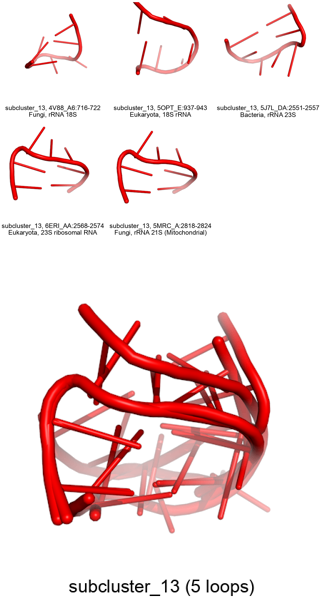 subcluster_13, 4V88_A6:716-722
Fungi, rRNA 18S
subcluster_13, 5OPT_E:937-943
Eukaryota, 18S rRNA
subcluster_13, 5J7L_DA:2551-2557
Bacteria, rRNA 23S
subcluster_13, 6ERI_AA:2568-2574
Eukaryota, 23S ribosomal RNA
subcluster_13, 5MRC_A:2818-2824
Fungi, rRNA 21S (Mitochondrial)
subcluster_13 (5 loops)